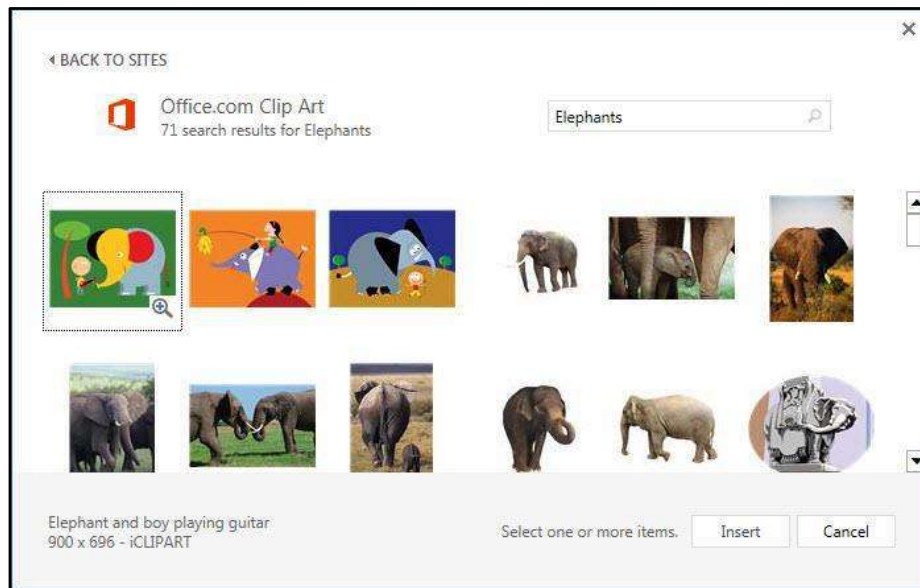 BACK TO SITES
Office.com Clip Art
71 search results for Elephants
Elephants
Elephant and boy playing guitar
900 x 696 - iCLIPART
Select one or more items.
Insert
Cancel